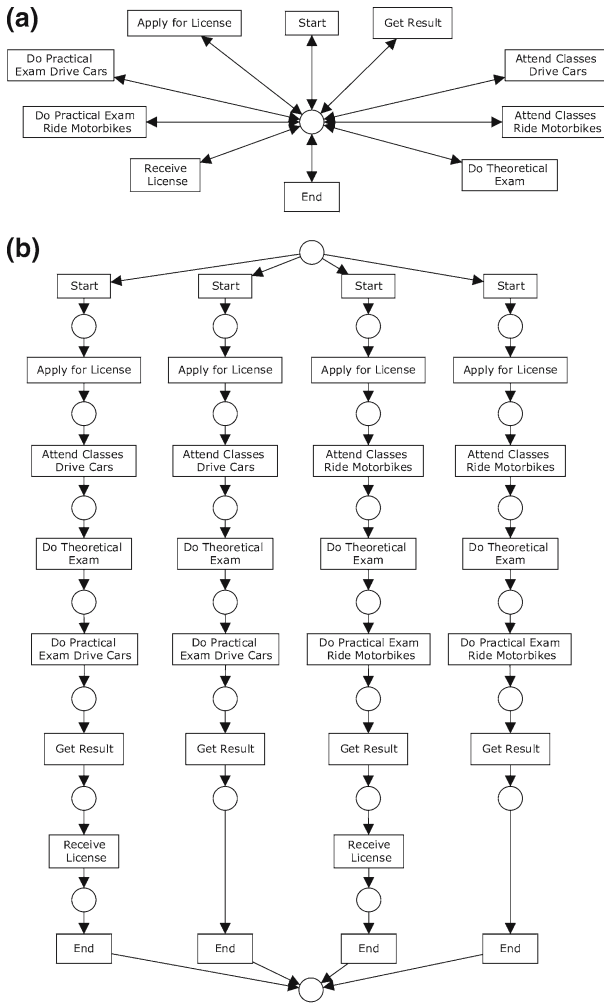 (a)
Apply for License
Start
Get Result
Do Practical
Exam Drive Cars
Attend Classes
Drive Cars
Do Practical Exam
Ride Motorbikes
Attend Classes
Ride Motorbikes
Receive
License
Do Theoretical
Exam
End
(b)
Start
Start
Start
Start
Apply for License
Apply for License
Apply for License
Apply for License
Attend Classes
Drive Cars
Attend Classes
Drive Cars
Attend Classes
Ride Motorbikes
Attend Classes
Ride Motorbikes
Do Theoretical
Exam
Do Theoretical
Exam
Do Theoretical
Exam
Do Theoretical
Exam
Do Practical
Exam Drive Cars
Do Practical
Exam Drive Cars
Do Practical Exam
Ride Motorbikes
Do Practical Exam
Ride Motorbikes
Get Result
Get Result
Get Result
Get Result
Receive
License
Receive
License
End
End
End
End